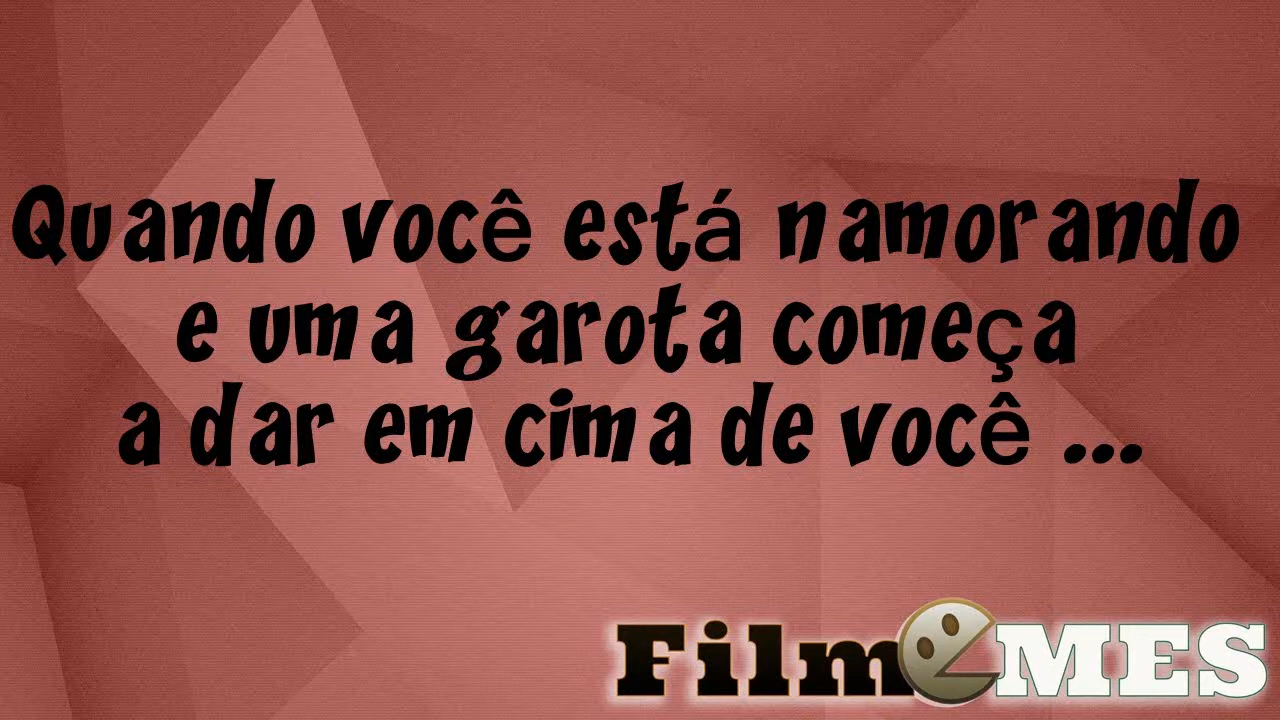 Quando você está namorando
e uma garota começa
a dar em cima de você ...
FilmeMES